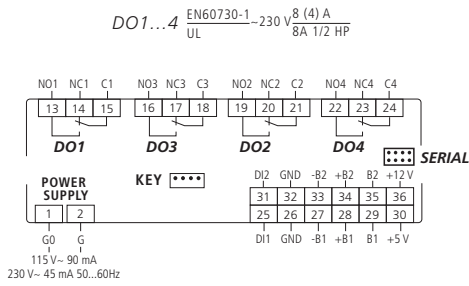 DO1...4 EN60730-1 ~230 V 8 (4) A
UL 8A 1/2 HP
NO1 NC1 C1 NO3 NC3 C3 NO2 NC2 C2 NO4 NC4 C4
13 14 15 16 17 18 19 20 21 22 23 24
DO1 DO3 DO2 DO4
SERIAL
POWER SUPPLY
KEY
DI2 GND -B2 +B2 B2 +12 V
31 32 33 34 35 36
1 2 25 26 27 28 29 30
G0 G DI1 GND -B1 +B1 B1 +5 V
115 V~ 90 mA
230 V~ 45 mA 50...60Hz